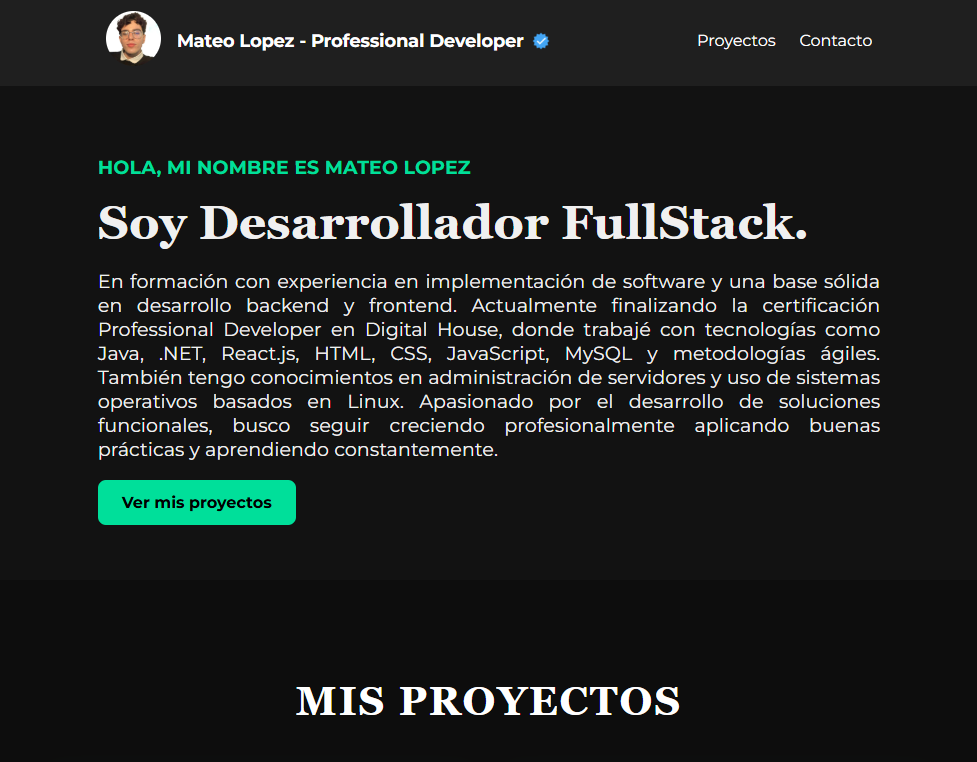 Mateo Lopez - Professional Developer
Proyectos
Contacto
HOLA, MI NOMBRE ES MATEO LOPEZ
Soy Desarrollador FullStack.
En formación con experiencia en implementación de software y una base sólida
en desarrollo backend y frontend. Actualmente finalizando la certificación
Professional Developer en Digital House, donde trabajé con tecnologías como
Java, .NET, React.js, HTML, CSS, JavaScript, MySQL y metodologías ágiles.
También tengo conocimientos en administración de servidores y uso de sistemas
operativos basados en Linux. Apasionado por el desarrollo de soluciones
funcionales, busco seguir creciendo profesionalmente aplicando buenas
prácticas y aprendiendo constantemente.
Ver mis proyectos
MIS PROYECTOS